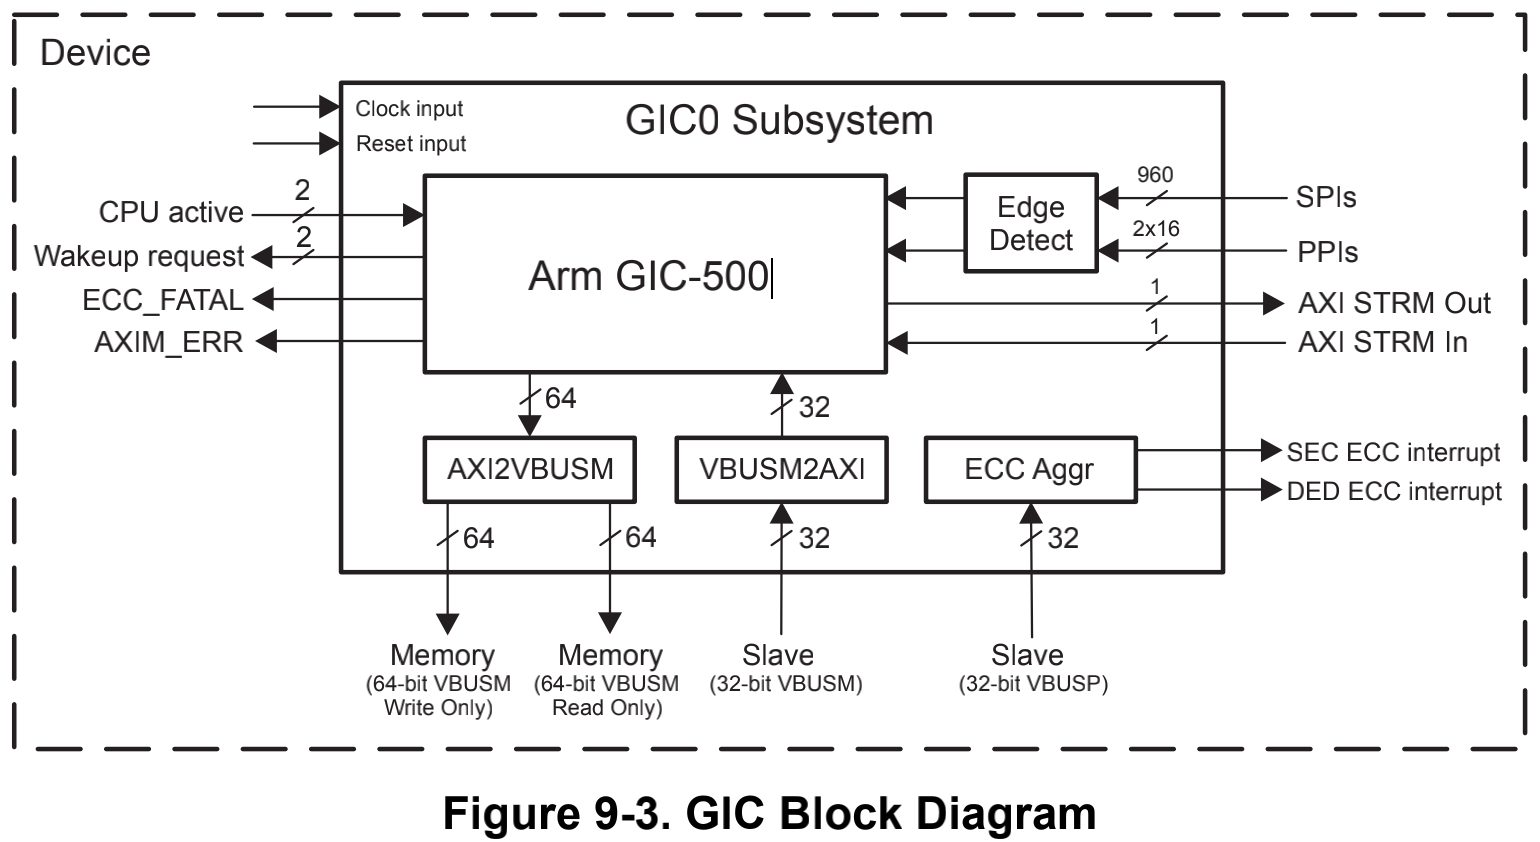 Device
GIC0 Subsystem
Clock input
Reset input
CPU active
2
Wakeup request
2
ECC_FATAL
AXIM_ERR
Arm GIC-500
Edge
Detect
960
SPIs
2x16
PPIs
1
AXI STRM Out
1
AXI STRM In
64
32
AXI2VBUSM
VBUSM2AXI
ECC Aggr
SEC ECC interrupt
DED ECC interrupt
64
64
32
32
Memory
(64-bit VBUSM
Write Only)
Memory
(64-bit VBUSM
Read Only)
Slave
(32-bit VBUSM)
Slave
(32-bit VBUSP)
Figure 9-3. GIC Block Diagram